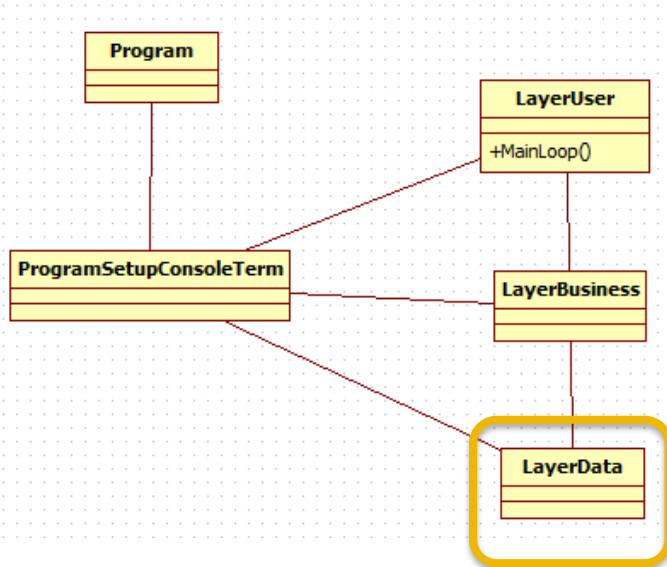 Program
LayerUser
+MainLoop()
ProgramSetupConsoleTerm
LayerBusiness
LayerData